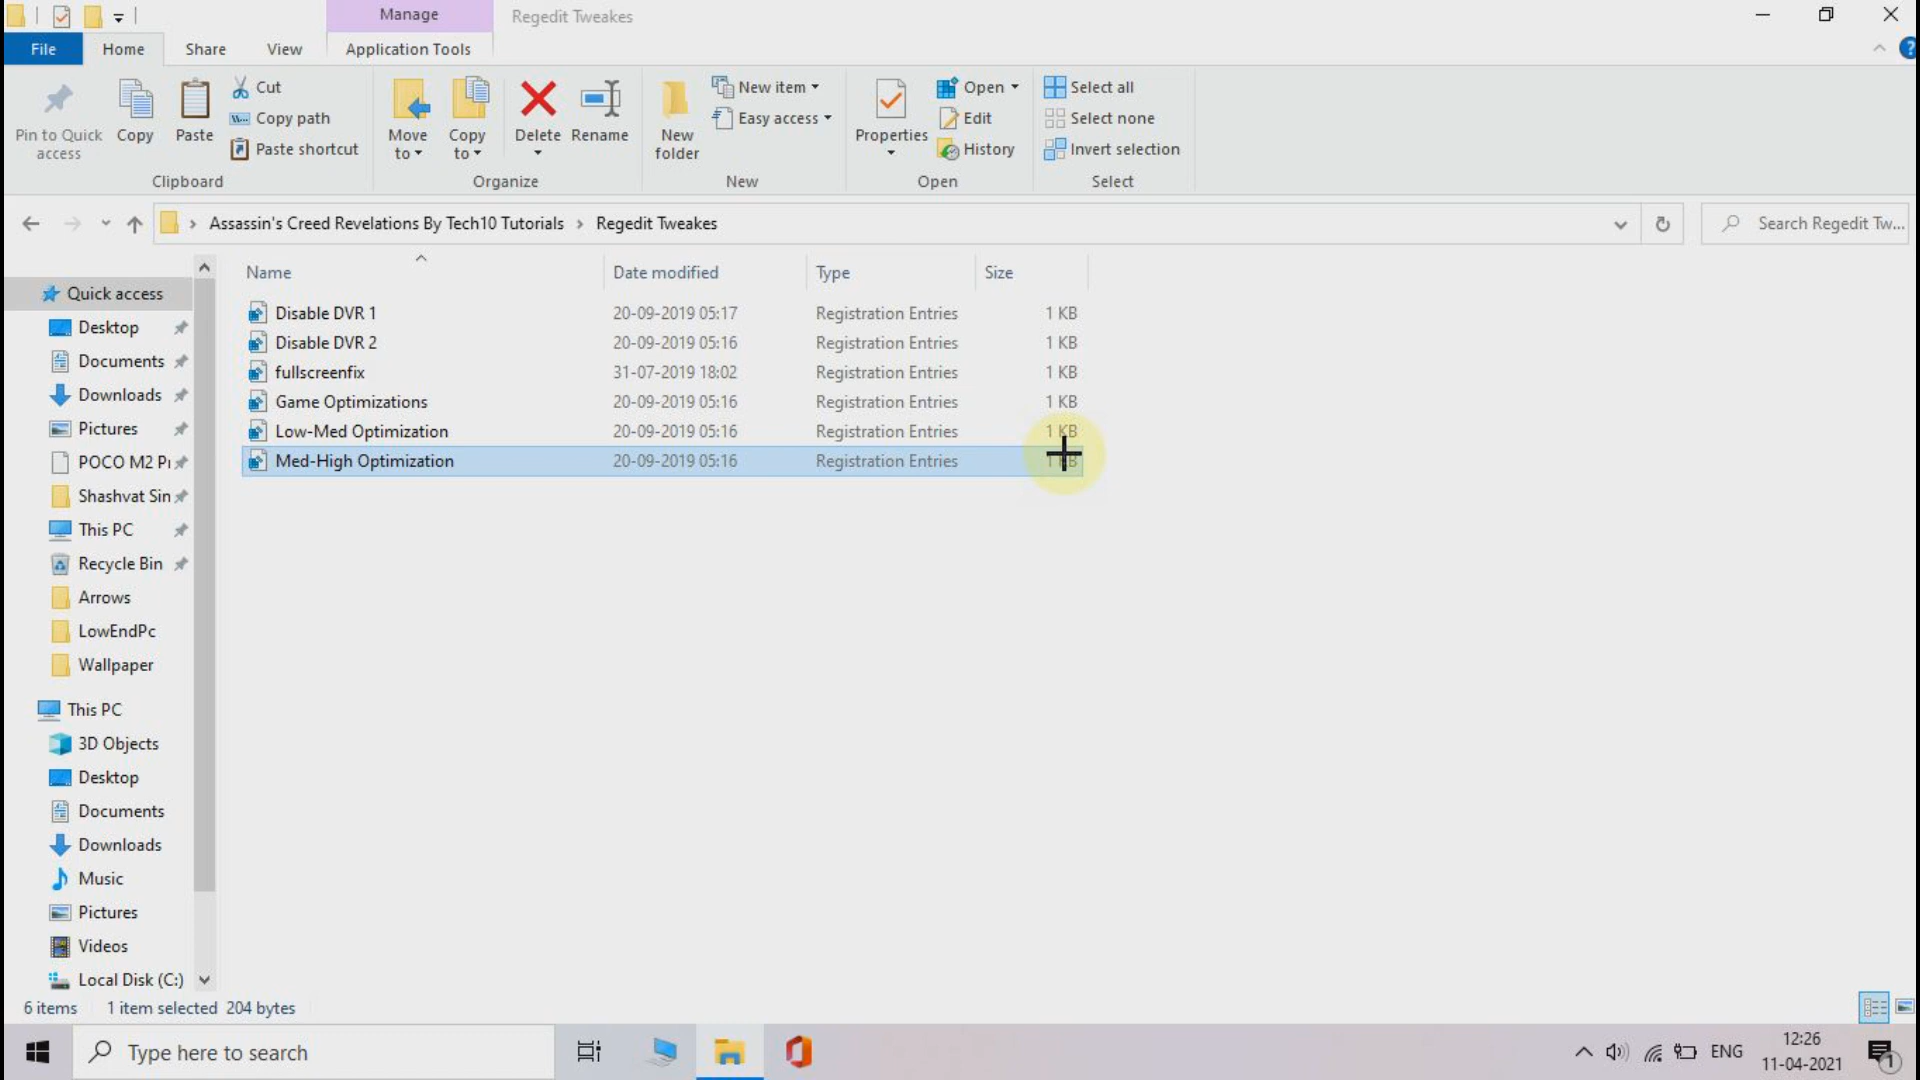 Manage
Regedit Tweakes
File
Home
Share
View
Application Tools
Pin to Quick access
Copy
Paste
Cut
Copy path
Paste shortcut
Clipboard
Move to
Copy to
Delete
Rename
Organize
New folder
New item
Easy access
New
Properties
Open
Edit
History
Open
Select all
Select none
Invert selection
Select
Assassin's Creed Revelations By Tech10 Tutorials > Regedit Tweakes
Search Regedit Tw...
Name Date modified Type Size
Disable DVR 1 20-09-2019 05:17 Registration Entries 1 KB
Disable DVR 2 20-09-2019 05:16 Registration Entries 1 KB
fullscreenfix 31-07-2019 18:02 Registration Entries 1 KB
Game Optimizations 20-09-2019 05:16 Registration Entries 1 KB
Low-Med Optimization 20-09-2019 05:16 Registration Entries 1 KB
Med-High Optimization 20-09-2019 05:16 Registration Entries 1 KB
Quick access
Desktop
Documents
Downloads
Pictures
POCO M2 P
Shashvat Sin
This PC
Recycle Bin
Arrows
LowEndPc
Wallpaper
This PC
3D Objects
Desktop
Documents
Downloads
Music
Pictures
Videos
Local Disk (C:)
6 items 1 item selected 204 bytes
Type here to search
ENG
12:26
11-04-2021
1